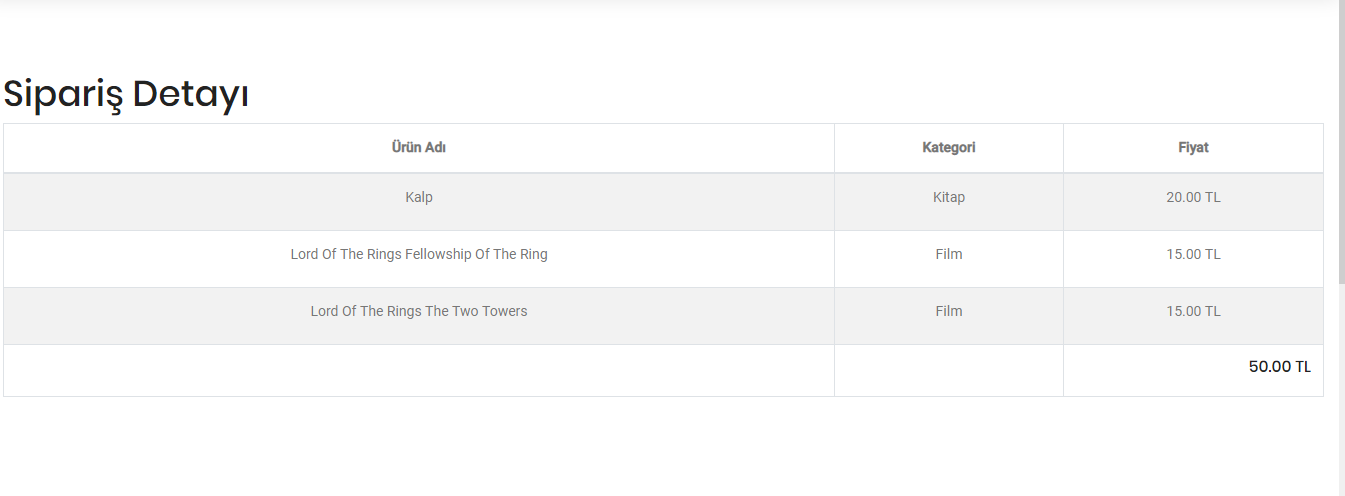 Sipariş Detayı
Ürün Adı Kategori Fiyat
Kalp Kitap 20.00 TL
Lord Of The Rings Fellowship Of The Ring Film 15.00 TL
Lord Of The Rings The Two Towers Film 15.00 TL
50.00 TL